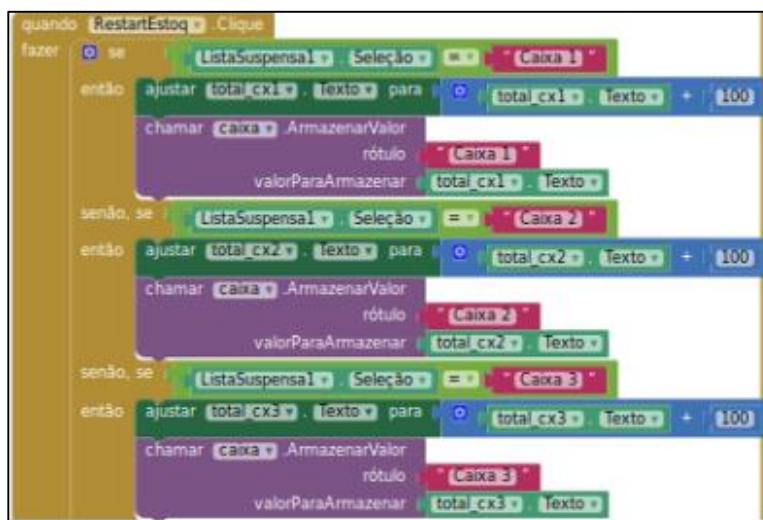 quando RestartEstoq . Clique
fazer se ListaSuspensa1 . Seleção = " Caixa 1 "
então ajustar total_cx1 . Texto para total_cx1 . Texto + 100
chamar caixa .ArmazenarValor
rótulo " Caixa 1 "
valorParaArmazenar total_cx1 . Texto
senão, se ListaSuspensa1 . Seleção = " Caixa 2 "
então ajustar total_cx2 . Texto para total_cx2 . Texto + 100
chamar caixa .ArmazenarValor
rótulo " Caixa 2 "
valorParaArmazenar total_cx2 . Texto
senão, se ListaSuspensa1 . Seleção = " Caixa 3 "
então ajustar total_cx3 . Texto para total_cx3 . Texto + 100
chamar caixa .ArmazenarValor
rótulo " Caixa 3 "
valorParaArmazenar total_cx3 . Texto